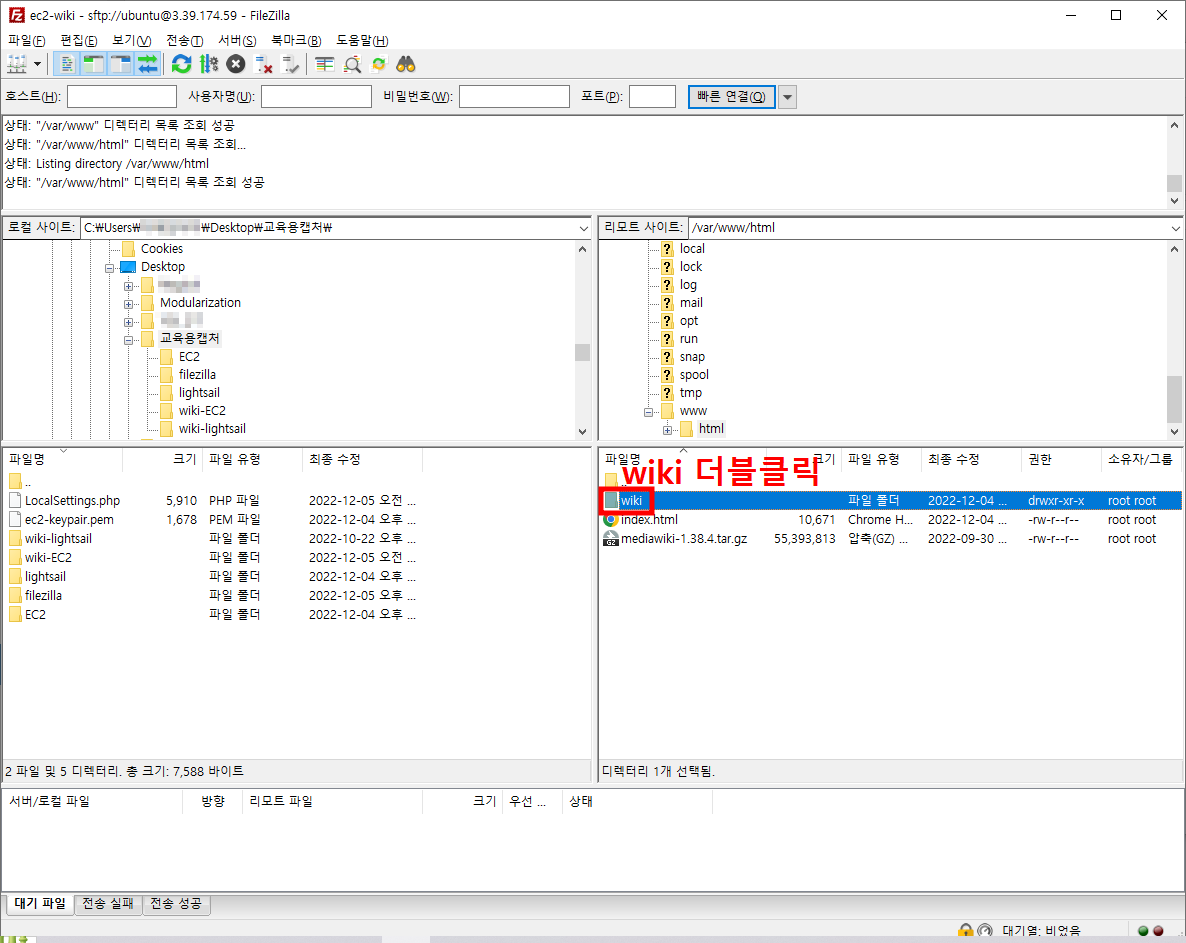 ec2-wiki - sftp://ubuntu@3.39.174.59 - FileZilla
파일(F) 편집(E) 보기(V) 전송(T) 서버(S) 북마크(B) 도움말(H)
호스트(H): 사용자명(U): 비밀번호(W): 포트(P): 빠른 연결(Q)
상태: "/var/www" 디렉터리 목록 조회 성공
상태: "/var/www/html" 디렉터리 목록 조회...
상태: Listing directory /var/www/html
상태: "/var/www/html" 디렉터리 목록 조회 성공
로컬 사이트: C:₩Users₩ ₩Desktop₩교육용캡처₩
Cookies
Desktop
Modularization
교육용캡처
EC2
filezilla
lightsail
wiki-EC2
wiki-lightsail
리모트 사이트: /var/www/html
? local
? lock
? log
? mail
? opt
? run
? snap
? spool
? tmp
www
html
파일명 크기 파일 유형 최종 수정
..
LocalSettings.php 5,910 PHP 파일 2022-12-05 오전 ...
ec2-keypair.pem 1,678 PEM 파일 2022-12-04 오후 ...
wiki-lightsail 파일 폴더 2022-10-22 오후 ...
wiki-EC2 파일 폴더 2022-12-05 오전 ...
lightsail 파일 폴더 2022-12-04 오후 ...
filezilla 파일 폴더 2022-12-05 오후 ...
EC2 파일 폴더 2022-12-04 오후 ...
2 파일 및 5 디렉터리. 총 크기: 7,588 바이트
파일명 크기 파일 유형 최종 수정 권한 소유자/그룹
wiki 더블클릭
..
wiki 파일 폴더 2022-12-04 ... drwxr-xr-x root root
index.html 10,671 Chrome H... 2022-12-04 ... -rw-r--r-- root root
GZ mediawiki-1.38.4.tar.gz 55,393,813 압축(GZ) ... 2022-09-30 ... -rw-r--r-- root root
디렉터리 1개 선택됨.
서버/로컬 파일 방향 리모트 파일 크기 우선 ... 상태
대기 파일 전송 실패 전송 성공
대기열: 비었음